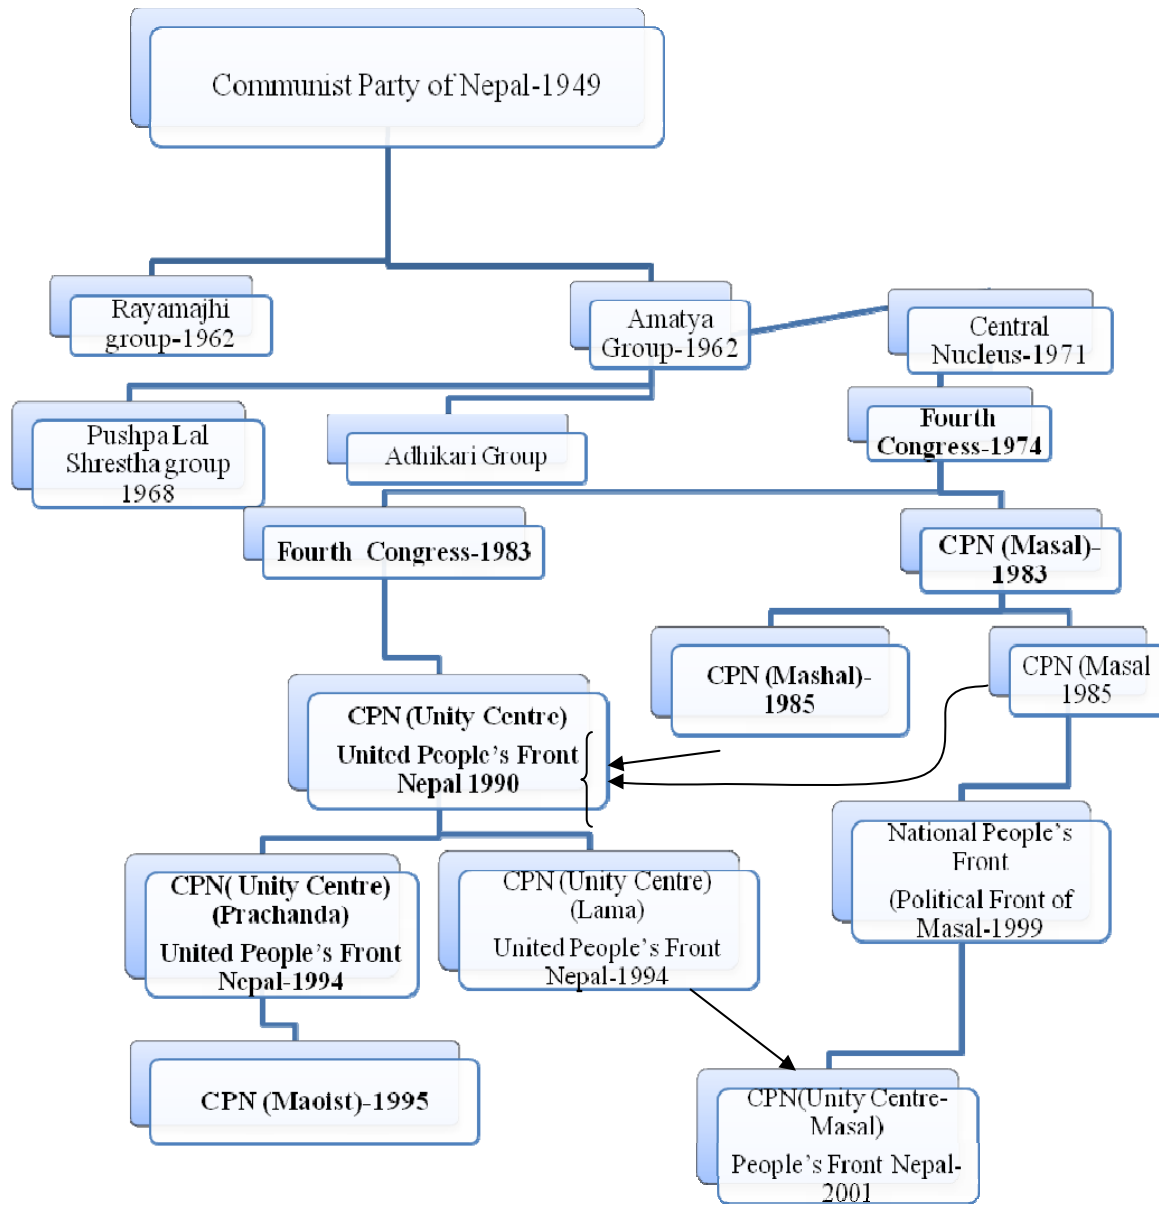 Communist Party of Nepal-1949
Rayamajhi
group-1962
Amatya
Group-1962
Central
Nucleus-1971
Pushpa Lal
Shrestha group
1968
Adhikari Group
Fourth
Congress-1974
Fourth Congress-1983
CPN (Masal)-
1983
CPN (Mashal)-
1985
CPN (Masal
1985
CPN (Unity Centre)
United People's Front
Nepal 1990
National People's
Front
(Political Front of
Masal-1999
CPN( Unity Centre)
(Prachanda)
United People's Front
Nepal-1994
CPN (Unity Centre)
(Lama)
United People's Front
Nepal-1994
CPN (Maoist)-1995
CPN(Unity Centre-
Masal)
People's Front Nepal-
2001